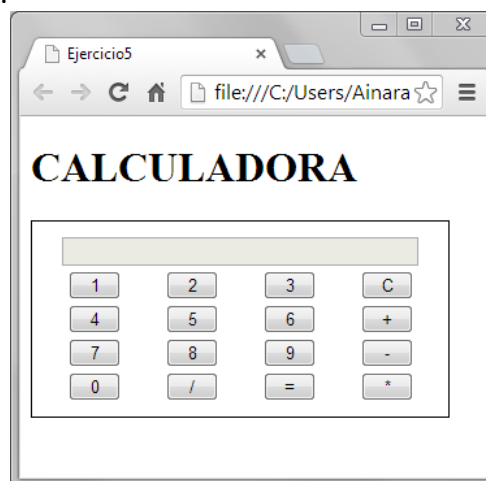 .
Ejercicio5
file:///C:/Users/Ainara
CALCULADORA
1 2 3 C
4 5 6 +
7 8 9 -
0 / = *